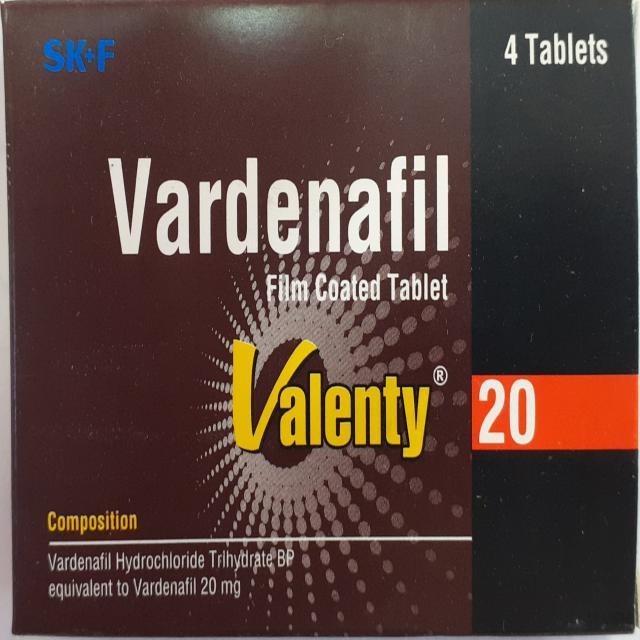 SK+F
4 Tablets
Vardenafil
Film Coated Tablet
Valenty®
20
Composition
Vardenafil Hydrochloride Trihydrate BP
equivalent to Vardenafil 20 mg